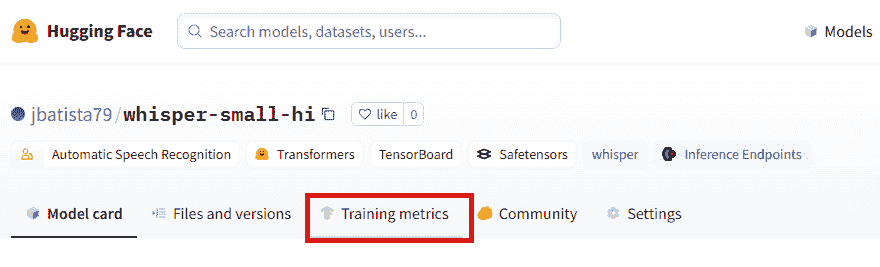 Hugging Face Search models, datasets, users... Models
jbatista79/whisper-small-hi like 0
Automatic Speech Recognition Transformers TensorBoard Safetensors whisper Inference Endpoints
Model card Files and versions Training metrics Community Settings